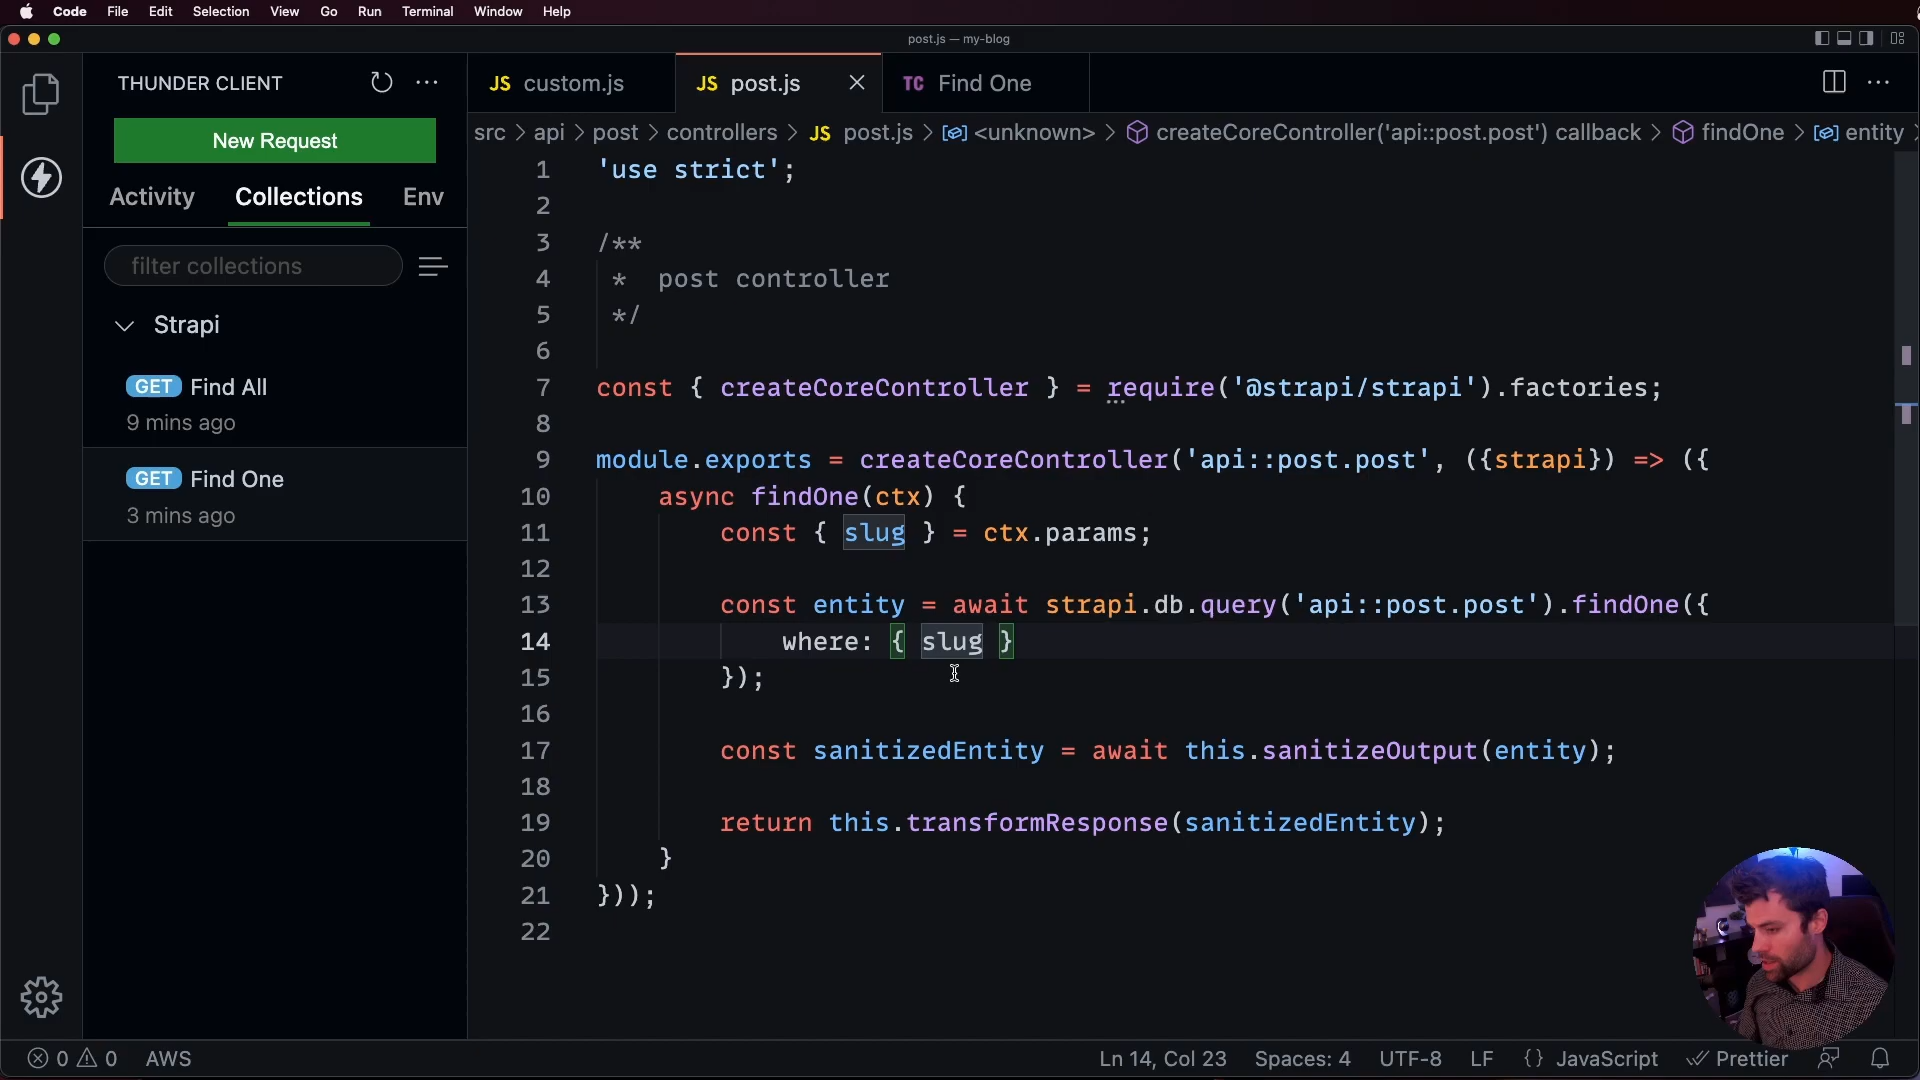 Code File Edit Selection View Go Run Terminal Window Help
post.js — my-blog
THUNDER CLIENT
New Request
Activity Collections Env
filter collections
Strapi
GET Find All
9 mins ago
GET Find One
3 mins ago
JS custom.js JS post.js TC Find One
src > api > post > controllers > JS post.js > <unknown> > createCoreController('api::post.post') callback > findOne > entity
1 'use strict';
2
3 /**
4 * post controller
5 */
6
7 const { createCoreController } = require('@strapi/strapi').factories;
8
9 module.exports = createCoreController('api::post.post', ({strapi}) => ({
10 async findOne(ctx) {
11 const { slug } = ctx.params;
12
13 const entity = await strapi.db.query('api::post.post').findOne({
14 where: { slug }
15 });
16
17 const sanitizedEntity = await this.sanitizeOutput(entity);
18
19 return this.transformResponse(sanitizedEntity);
20 }
21 }));
22
0 0 AWS
Ln 14, Col 23 Spaces: 4 UTF-8 LF {} JavaScript Prettier